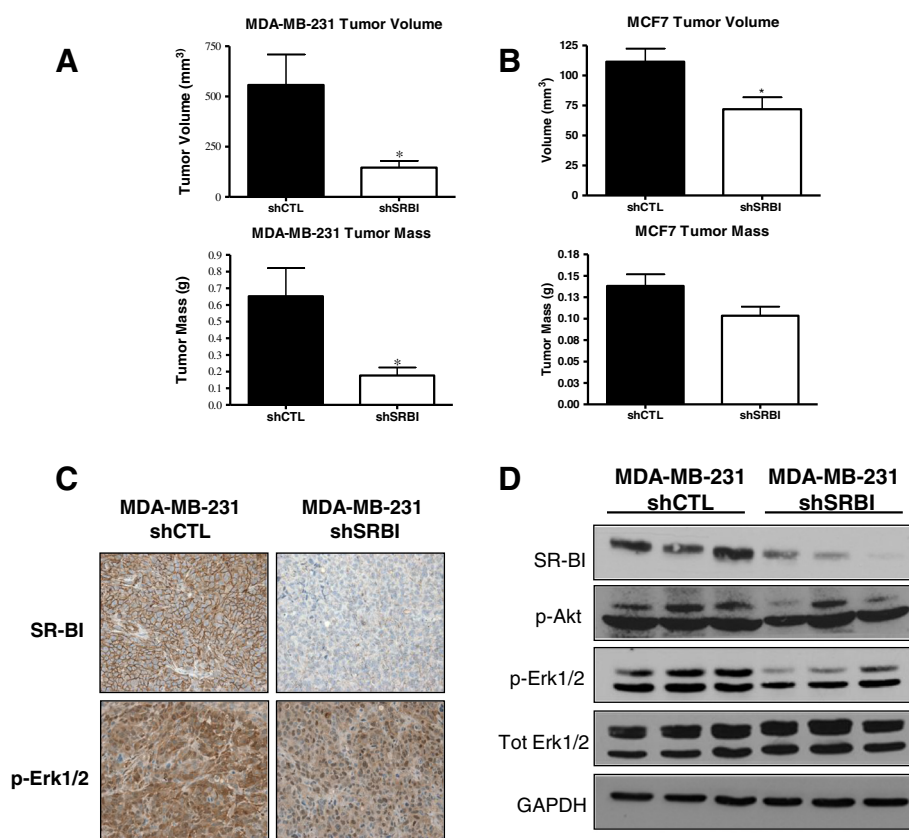 A
MDA-MB-231 Tumor Volume
Tumor Volume (mm3)
750
500
250
0
*
shCTL
shSRBI
MDA-MB-231 Tumor Mass
Tumor Mass (g)
0.9
0.8
0.7
0.6
0.5
0.4
0.3
0.2
0.1
0.0
*
shCTL
shSRBI
B
MCF7 Tumor Volume
Volume (mm3)
125
100
75
50
25
0
*
shCTL
shSRBI
MCF7 Tumor Mass
Tumor Mass (g)
0.18
0.15
0.13
0.10
0.08
0.05
0.03
0.00
shCTL
shSRBI
C
MDA-MB-231
shCTL
MDA-MB-231
shSRBI
SR-BI
p-Erk1/2
D
MDA-MB-231
shCTL
MDA-MB-231
shSRBI
SR-BI
p-Akt
p-Erk1/2
Tot Erk1/2
GAPDH